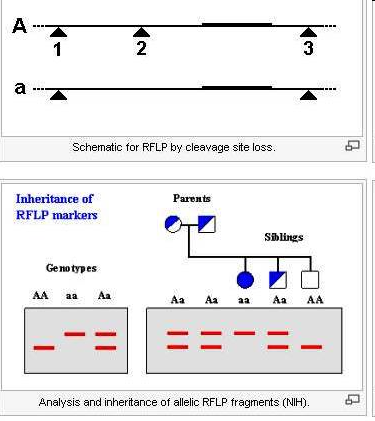 A
1 2 3
a
Schematic for RFLP by cleavage site loss.
Inheritance of
RFLP markers
Parents
Siblings
Genotypes
AA aa Aa
Aa Aa aa Aa AA
Analysis and inheritance of allelic RFLP fragments (NIH).